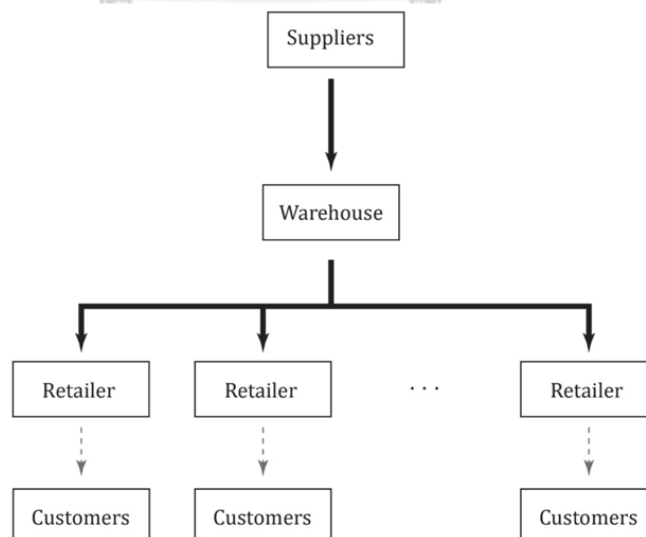 Suppliers
Warehouse
Retailer Retailer . . . Retailer
Customers Customers Customers